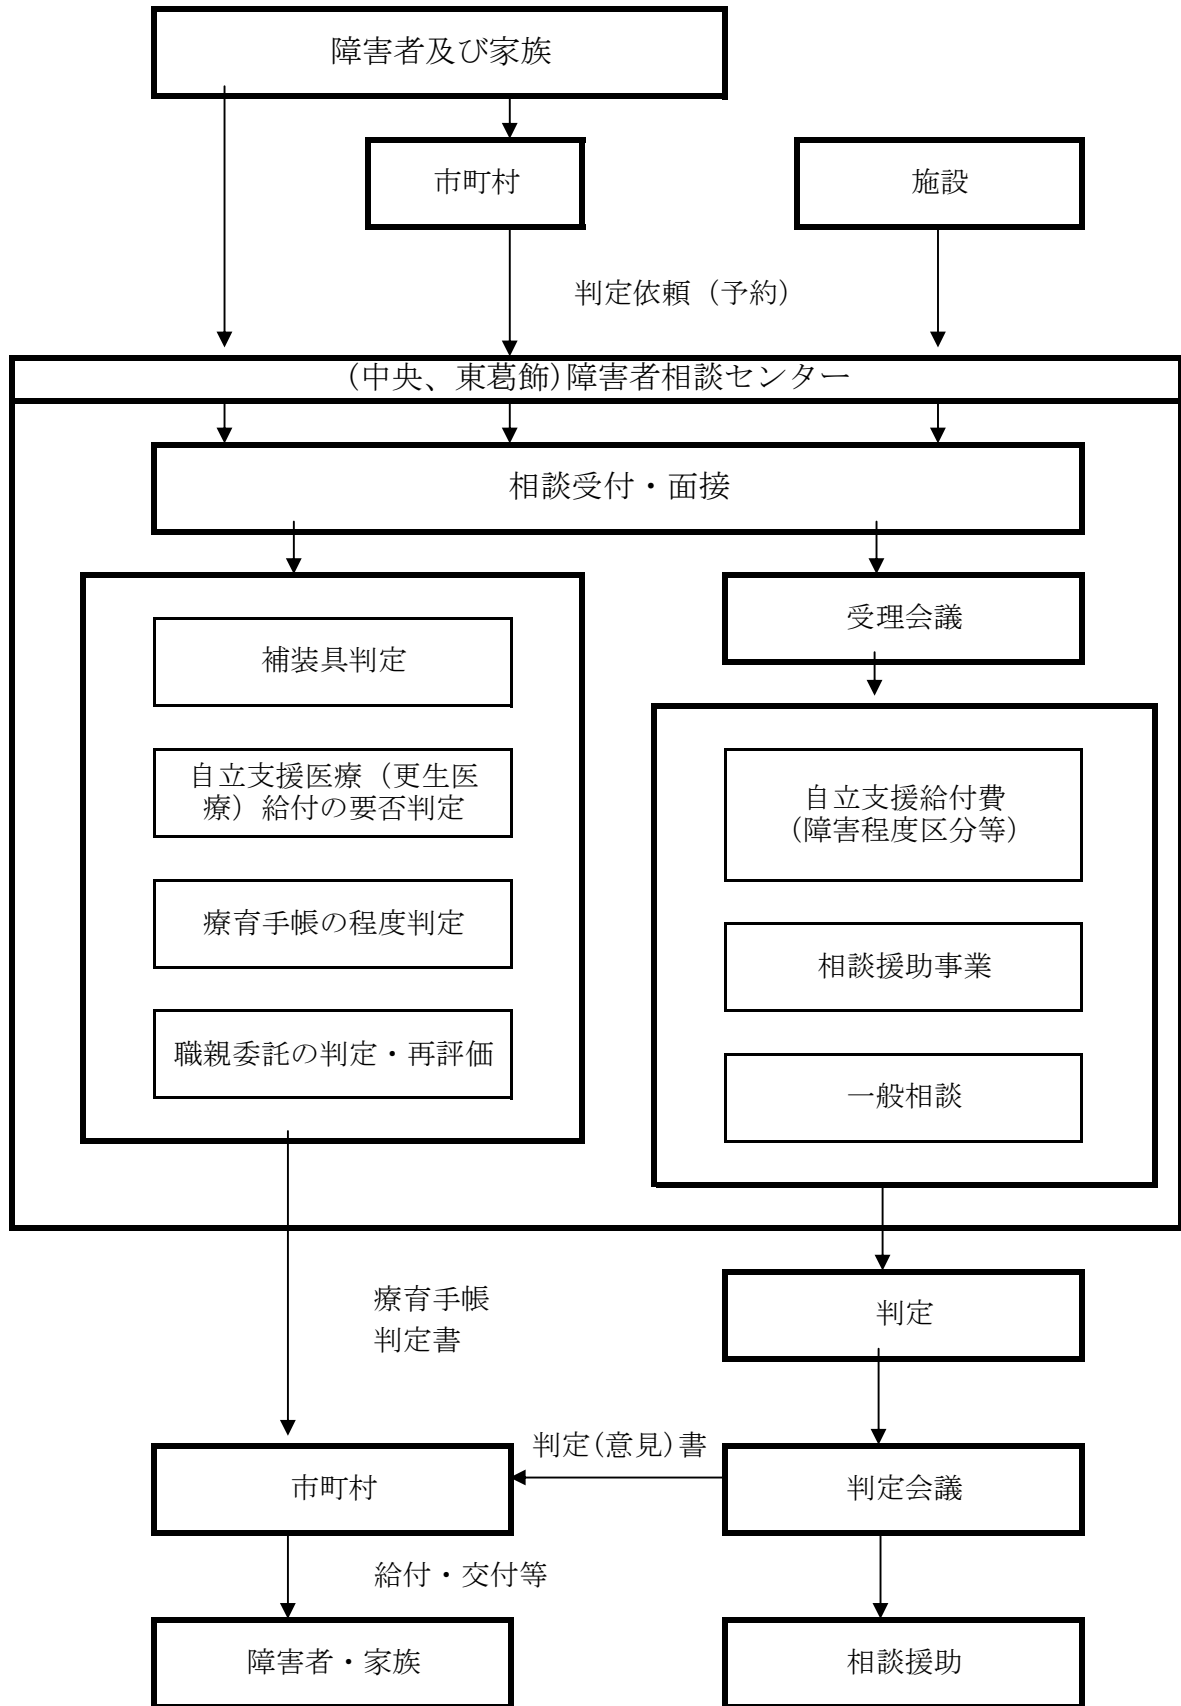 障害者及び家族
市町村
施設
判定依頼（予約）
(中央、東葛飾)障害者相談センター
相談受付・面接
補装具判定
自立支援医療（更生医
療）給付の要否判定
療育手帳の程度判定
職親委託の判定・再評価
受理会議
自立支援給付費
（障害程度区分等）
相談援助事業
一般相談
療育手帳
判定書
判定
判定(意見)書
市町村
判定会議
給付・交付等
障害者・家族
相談援助